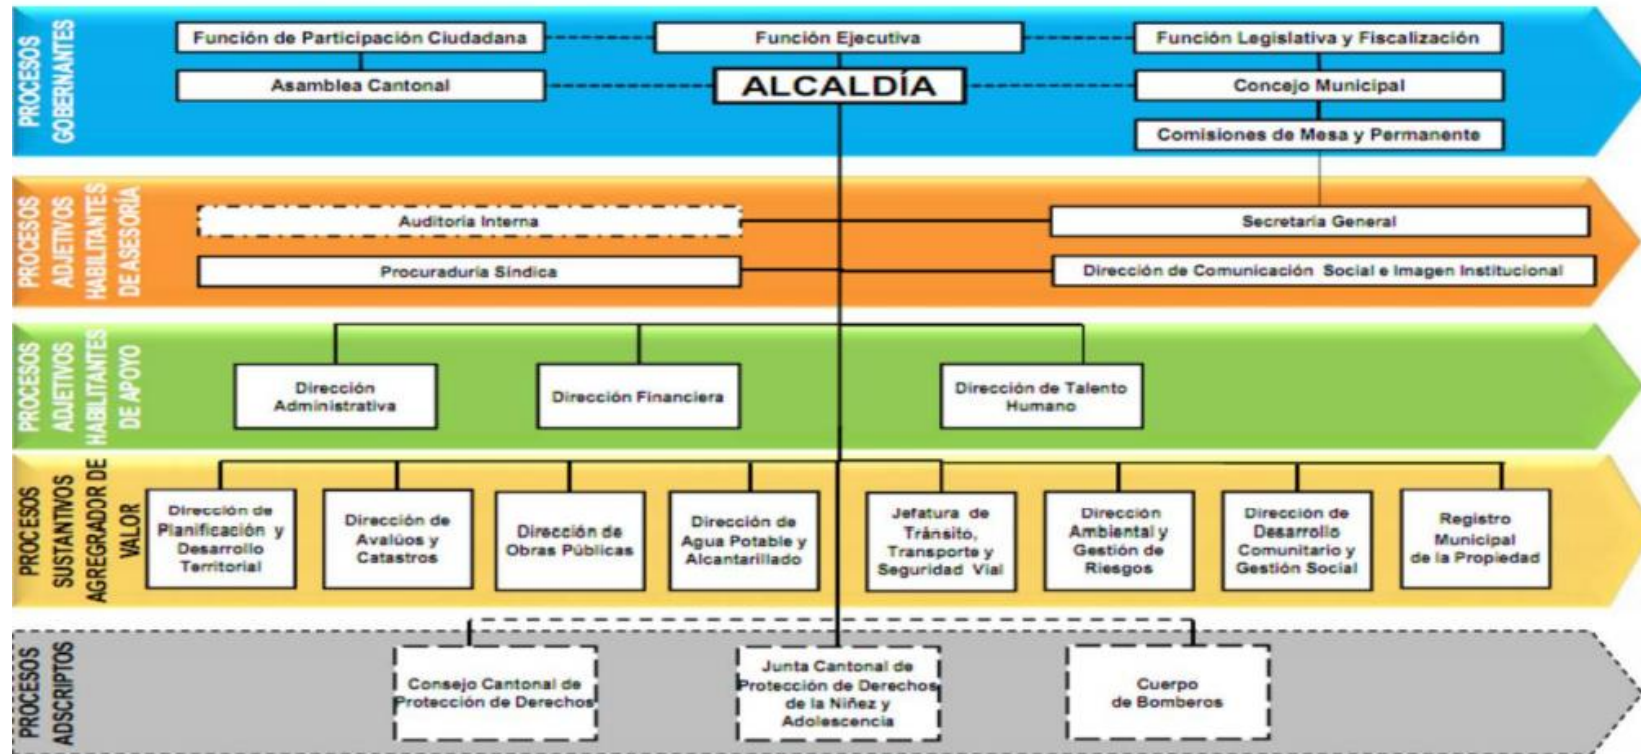 PROCESOS
GOBERNANTES
Función de Participación Ciudadana
Función Ejecutiva
Función Legislativa y Fiscalización
Asamblea Cantonal
ALCALDÍA
Concejo Municipal
Comisiones de Mesa y Permanente
PROCESOS
ADJETIVOS
HABILITANTES
DE ASESORÍA
Auditoria Interna
Secretaria General
Procuraduria Síndica
Dirección de Comunicación Social e Imagen Institucional
PROCESOS
ADJETIVOS
HABILITANTES
DE APOYO
Dirección
Administrativa
Dirección Financiera
Dirección de Talento
Humano
PROCESOS
SUSTANTIVOS
AGREGRADOR DE
VALOR
Dirección de
Planificación y
Desarrollo
Territorial
Dirección de
Avalúos y
Catastros
Dirección de
Obras Públicas
Dirección de
Agua Potable y
Alcantarillado
Jefatura de
Tránsito,
Transporte y
Seguridad Vial
Dirección
Ambiental y
Gestión de
Riesgos
Dirección de
Desarrollo
Comunitario y
Gestión Social
Registro
Municipal
de la Propiedad
PROCESOS
ADSCRIPTOS
Consejo Cantonal de
Protección de Derechos
Junta Cantonal de
Protección de Derechos
de la Niñez y
Adolescencia
Cuerpo
de Bomberos